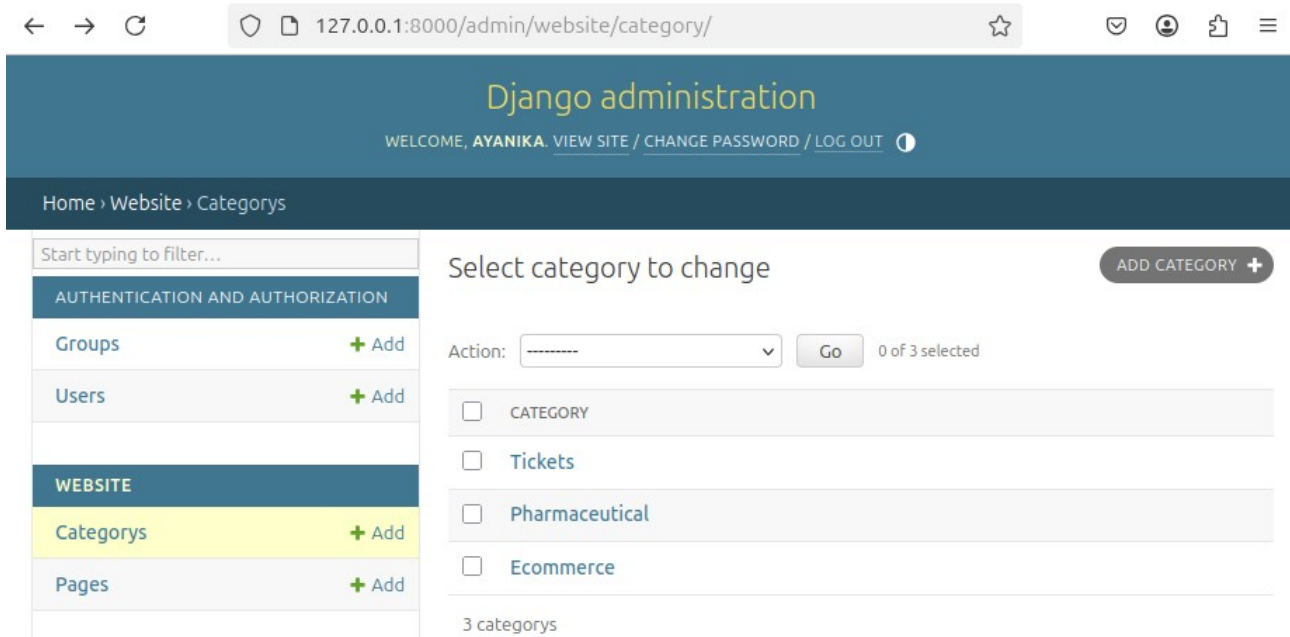 127.0.0.1:8000/admin/website/category/
Django administration
WELCOME, AYANIKA. VIEW SITE / CHANGE PASSWORD / LOG OUT
Home › Website › Categorys
Start typing to filter...
AUTHENTICATION AND AUTHORIZATION
Groups + Add
Users + Add
WEBSITE
Categorys + Add
Pages + Add
Select category to change
ADD CATEGORY +
Action: --------- Go 0 of 3 selected
CATEGORY
Tickets
Pharmaceutical
Ecommerce
3 categorys